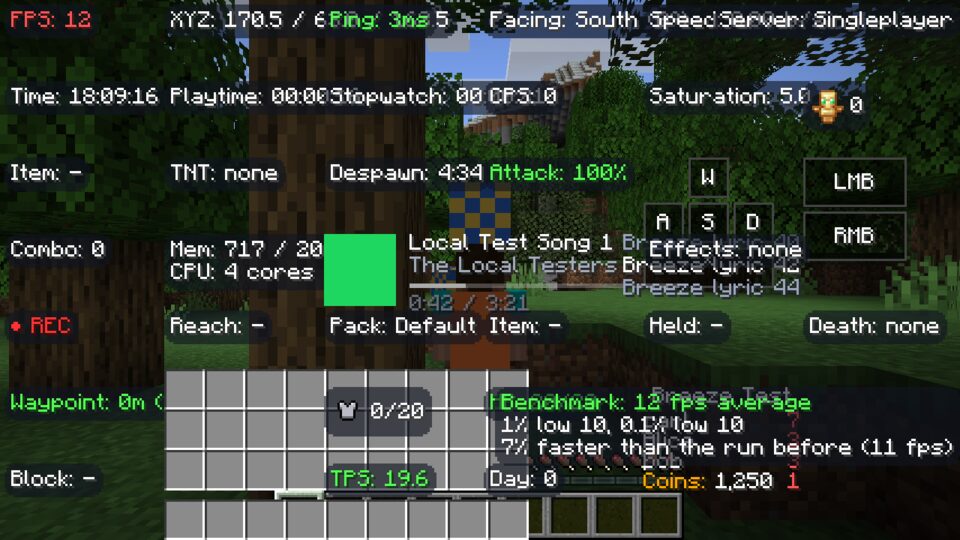 FPS: 12
XYZ: 170.5 / 6
Ping: 3ms
5
Facing: South
Speed
Server: Singleplayer
Time: 18:09:16
Playtime: 00:00
Stopwatch: 00
CPS:
0
Saturation: 5.0
0
Item: -
TNT: none
Despawn: 4:34
Attack: 100%
W
LMB
A
S
D
RMB
Combo: 0
Mem: 717 / 20
CPU: 4 cores
Local Test Song 1
The Local Testers
0:42 / 3:21
Effects: none
Breeze lyric
Breeze lyric 44
• REC
Reach: -
Pack: Default
Item: -
Held: -
Death: none
Waypoint: 0m (
0/20
Breeze Test
Benchmark: 12 fps average
1% low 10, 0.1% low 10
7% faster than the run before (11 fps)
Block: -
TPS: 19.6
Day: 0
Coins: 1,250
1